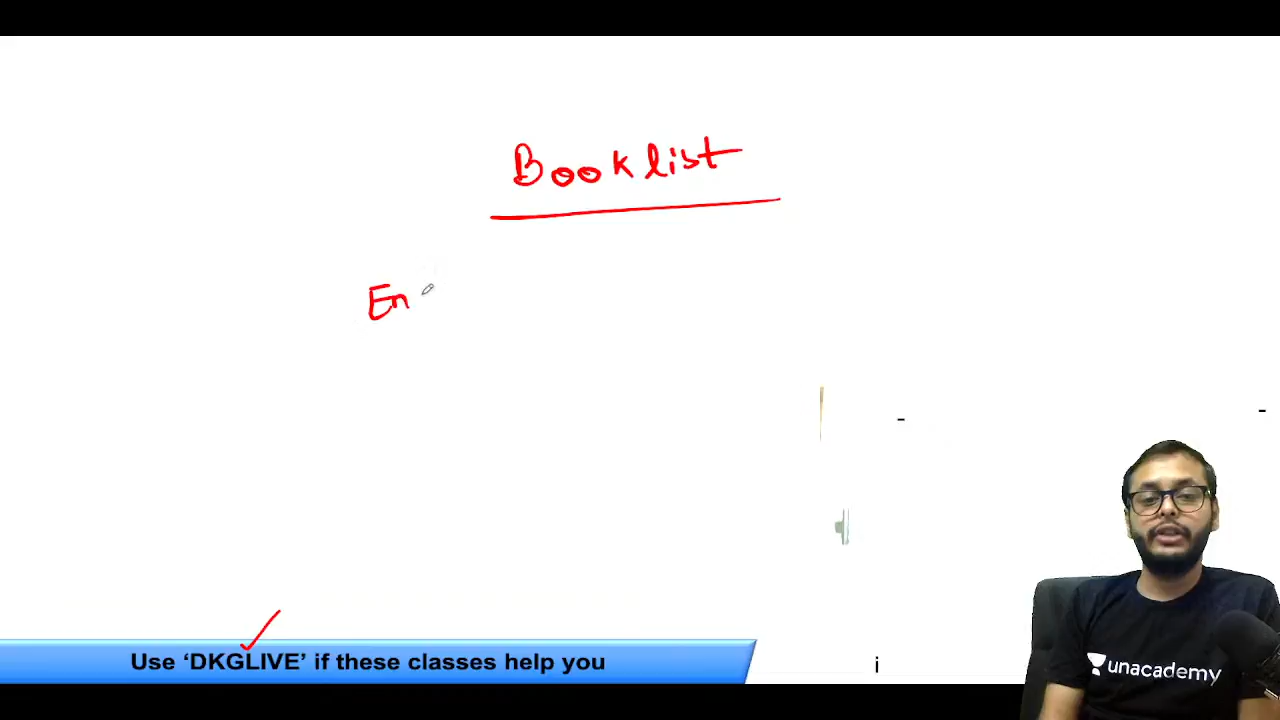 Booklist
En
Use ‘DKGLIVE’ if these classes help you
i
unacademy